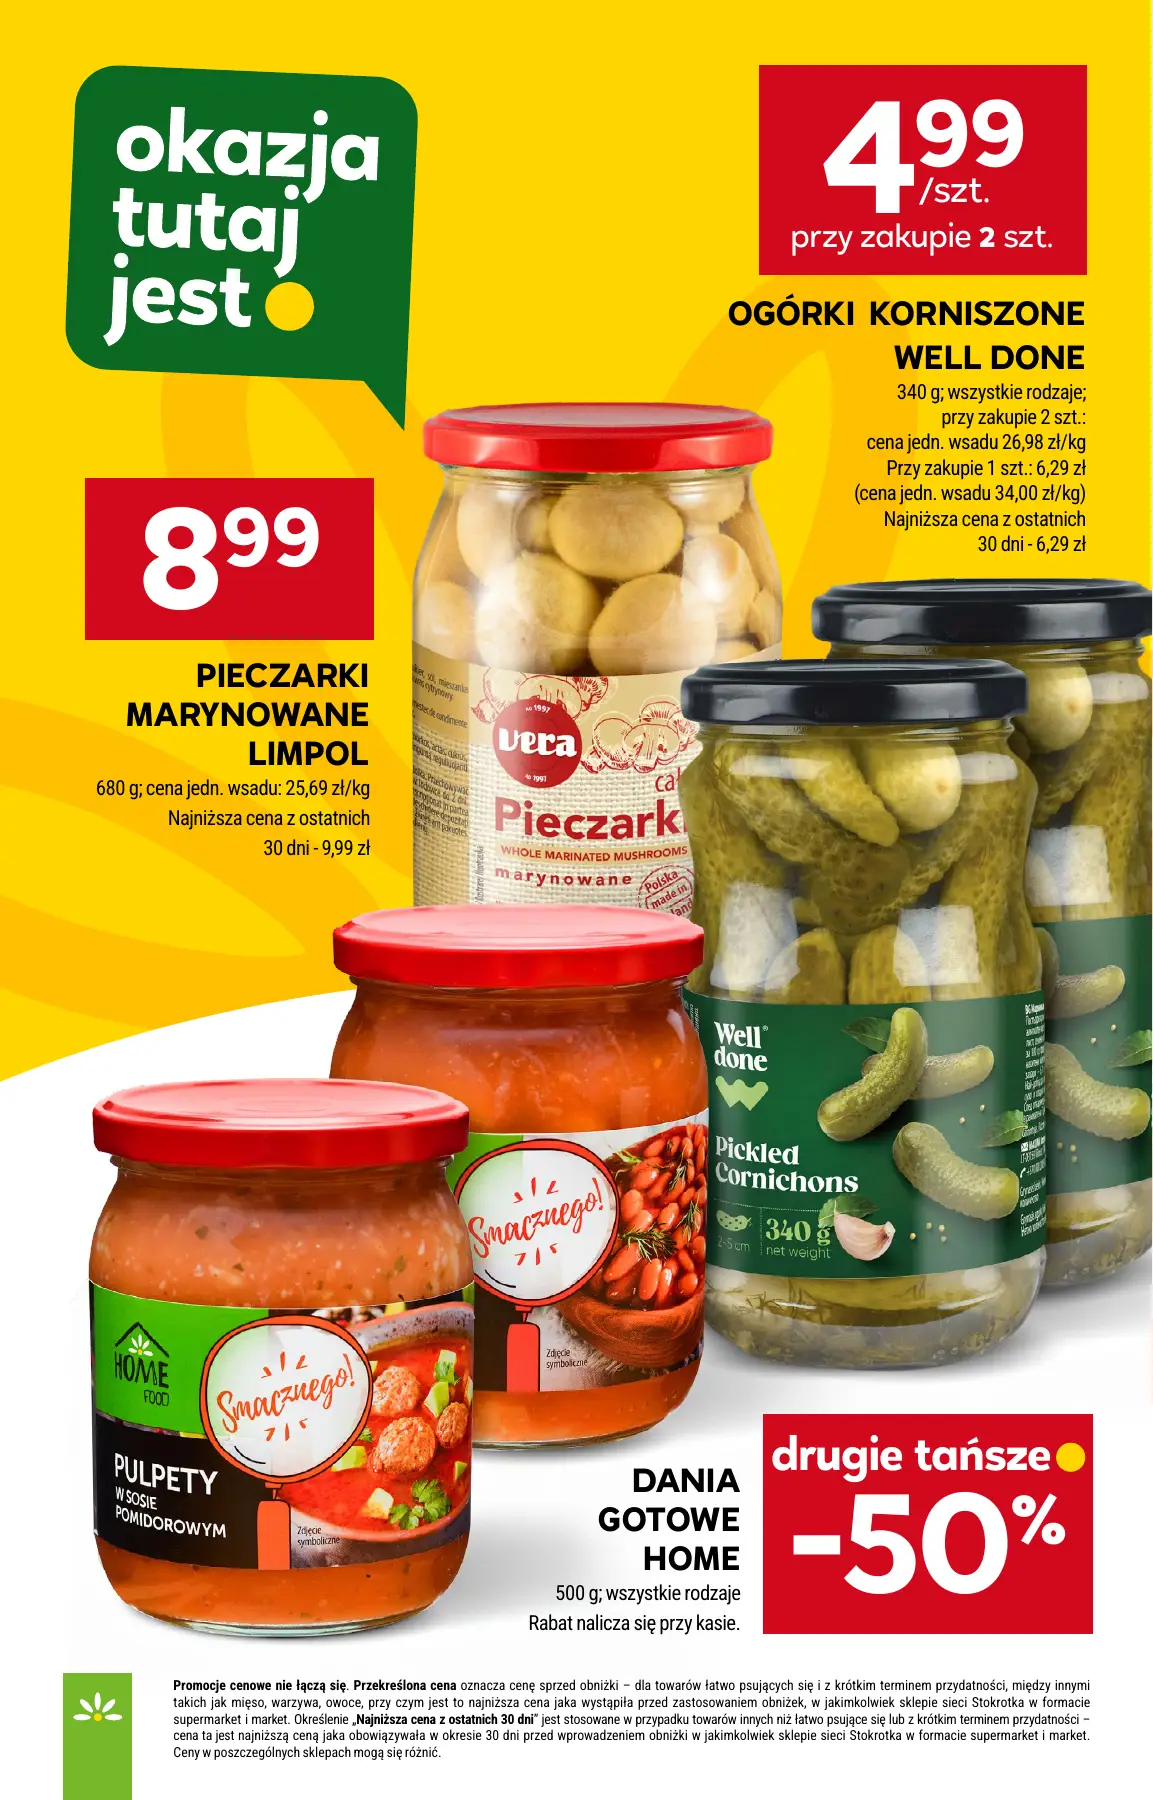 okazja
tutaj
jest
4 99
/szt.
przy zakupie 2 szt.
OGÓRKI KORNISZONE
WELL DONE
340 g; wszystkie rodzaje;
przy zakupie 2 szt.:
cena jedn. wsadu 26,98 zł/kg
Przy zakupie 1 szt.: 6,29 zł
(cena jedn. wsadu 34,00 zł/kg)
Najniższa cena z ostatnich
30 dni - 6,29 zł
8 99
PIECZARKI
MARYNOWANE
LIMPOL
680 g; cena jedn. wsadu: 25,69 zł/kg
Najniższa cena z ostatnich
30 dni - 9,99 zł
AD 1997
vera
AD 1997
cał
Pieczarki
WHOLE MARINATED MUSHROOMS
marynowane
Polska
made in
Well®
done
Pickled
Cornichons
2-5 cm
340 g
net weight
Smacznego!
Zdjęcie
symboliczne
HOME
FOOD
Smacznego!
PULPETY
W SOSIE
POMIDOROWYM
Zdjęcie
symboliczne
DANIA
GOTOWE
HOME
500 g; wszystkie rodzaje
Rabat nalicza się przy kasie.
drugie tańsze
-50%
Promocje cenowe nie łączą się. Przekreślona cena oznacza cenę sprzed obniżki – dla towarów łatwo psujących się i z krótkim terminem przydatności, między innymi
takich jak mięso, warzywa, owoce, przy czym jest to najniższa cena jaka wystąpiła przed zastosowaniem obniżek, w jakimkolwiek sklepie sieci Stokrotka w formacie
supermarket i market. Określenie „Najniższa cena z ostatnich 30 dni" jest stosowane w przypadku towarów innych niż łatwo psujące się lub z krótkim terminem przydatności –
cena ta jest najniższą ceną jaka obowiązywała w okresie 30 dni przed wprowadzeniem obniżki w jakimkolwiek sklepie sieci Stokrotka w formacie supermarket i market.
Ceny w poszczególnych sklepach mogą się różnić.